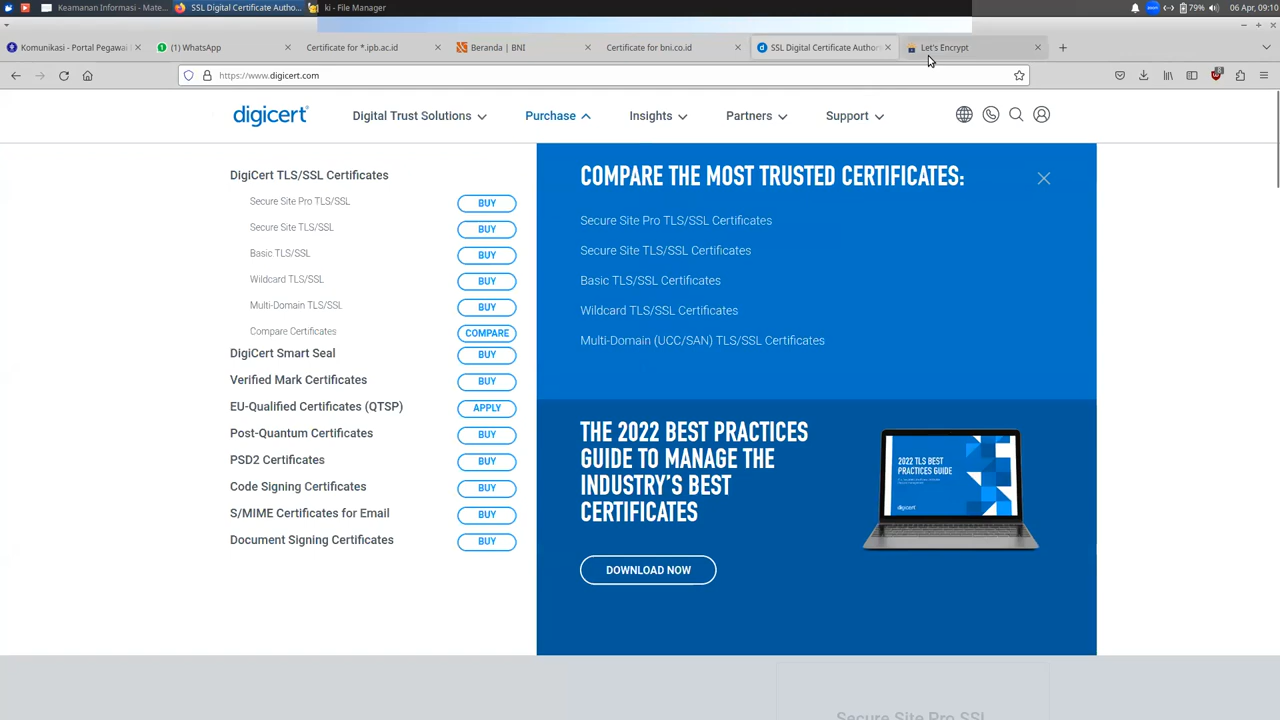 Keamanan Informasi - Mate...
SSL Digital Certificate Autho...
ki - File Manager
79%
06 Apr, 09:10
Komunikasi - Portal Pegawai
(1) WhatsApp
Certificate for *.ipb.ac.id
Beranda | BNI
Certificate for bni.co.id
SSL Digital Certificate Author
Let's Encrypt
https://www.digicert.com
digicert
Digital Trust Solutions
Purchase
Insights
Partners
Support
DigiCert TLS/SSL Certificates
Secure Site Pro TLS/SSL
BUY
Secure Site TLS/SSL
BUY
Basic TLS/SSL
BUY
Wildcard TLS/SSL
BUY
Multi-Domain TLS/SSL
BUY
Compare Certificates
COMPARE
DigiCert Smart Seal
BUY
Verified Mark Certificates
BUY
EU-Qualified Certificates (QTSP)
APPLY
Post-Quantum Certificates
BUY
PSD2 Certificates
BUY
Code Signing Certificates
BUY
S/MIME Certificates for Email
BUY
Document Signing Certificates
BUY
COMPARE THE MOST TRUSTED CERTIFICATES:
Secure Site Pro TLS/SSL Certificates
Secure Site TLS/SSL Certificates
Basic TLS/SSL Certificates
Wildcard TLS/SSL Certificates
Multi-Domain (UCC/SAN) TLS/SSL Certificates
THE 2022 BEST PRACTICES
GUIDE TO MANAGE THE
INDUSTRY'S BEST
CERTIFICATES
DOWNLOAD NOW
2022 TLS BEST
PRACTICES GUIDE
digicert
Secure Site Pro SSL